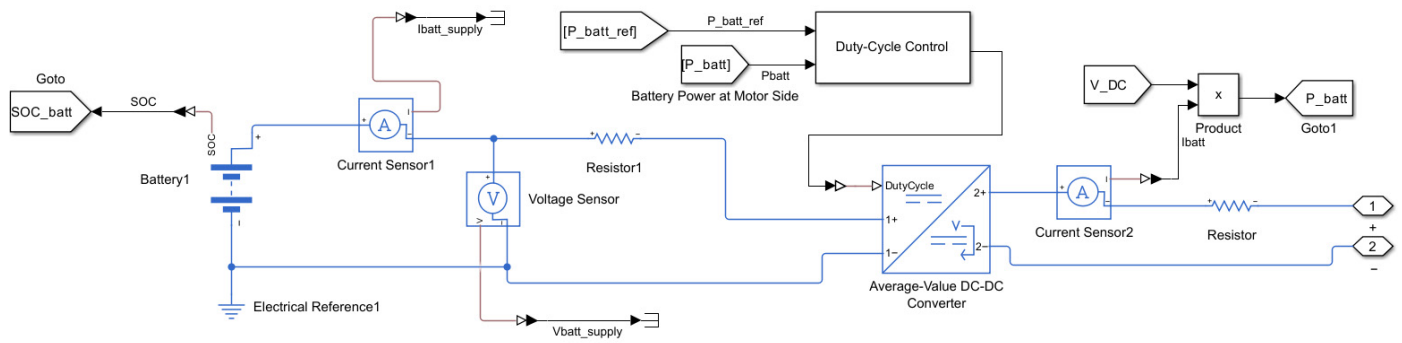 Goto
SOC_batt
SOC
SOC
Battery1
+
−
Electrical Reference1
Ibatt_supply
+
A
I
−
Current Sensor1
+
V
V
−
Voltage Sensor
Vbatt_supply
+
−
Resistor1
[P_batt_ref]
P_batt_ref
[P_batt]
Pbatt
Battery Power at Motor Side
Duty-Cycle Control
DutyCycle
1+
1−
2+
2−
V
Average-Value DC-DC
Converter
V_DC
x
Product
P_batt
Goto1
Ibatt
+
A
I
−
Current Sensor2
+
−
Resistor
1
+
2
−